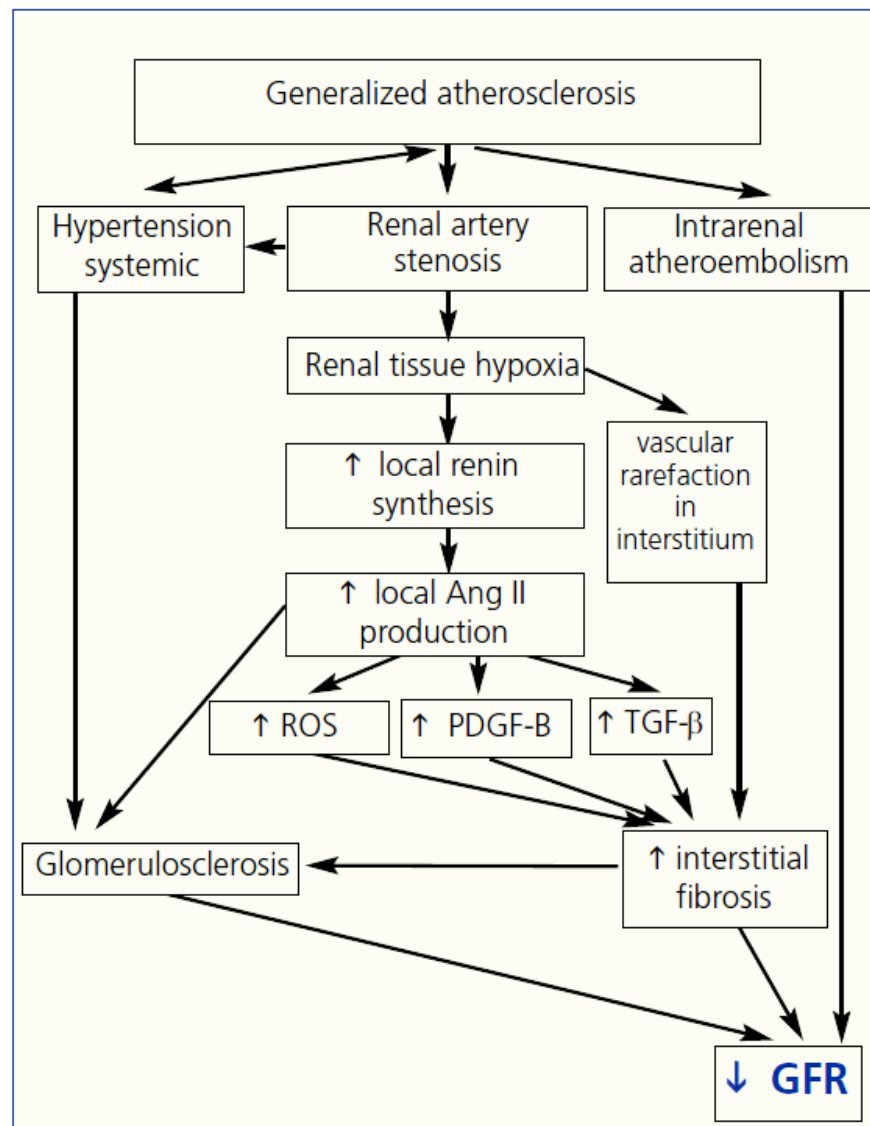 Generalized atherosclerosis
Hypertension
systemic
Renal artery
stenosis
Intrarenal
atheroembolism
Renal tissue hypoxia
vascular
rarefaction
in
interstitium
↑ local renin
synthesis
↑ local Ang II
production
↑ ROS
↑ PDGF-B
↑ TGF-β
Glomerulosclerosis
↑ interstitial
fibrosis
↓ GFR